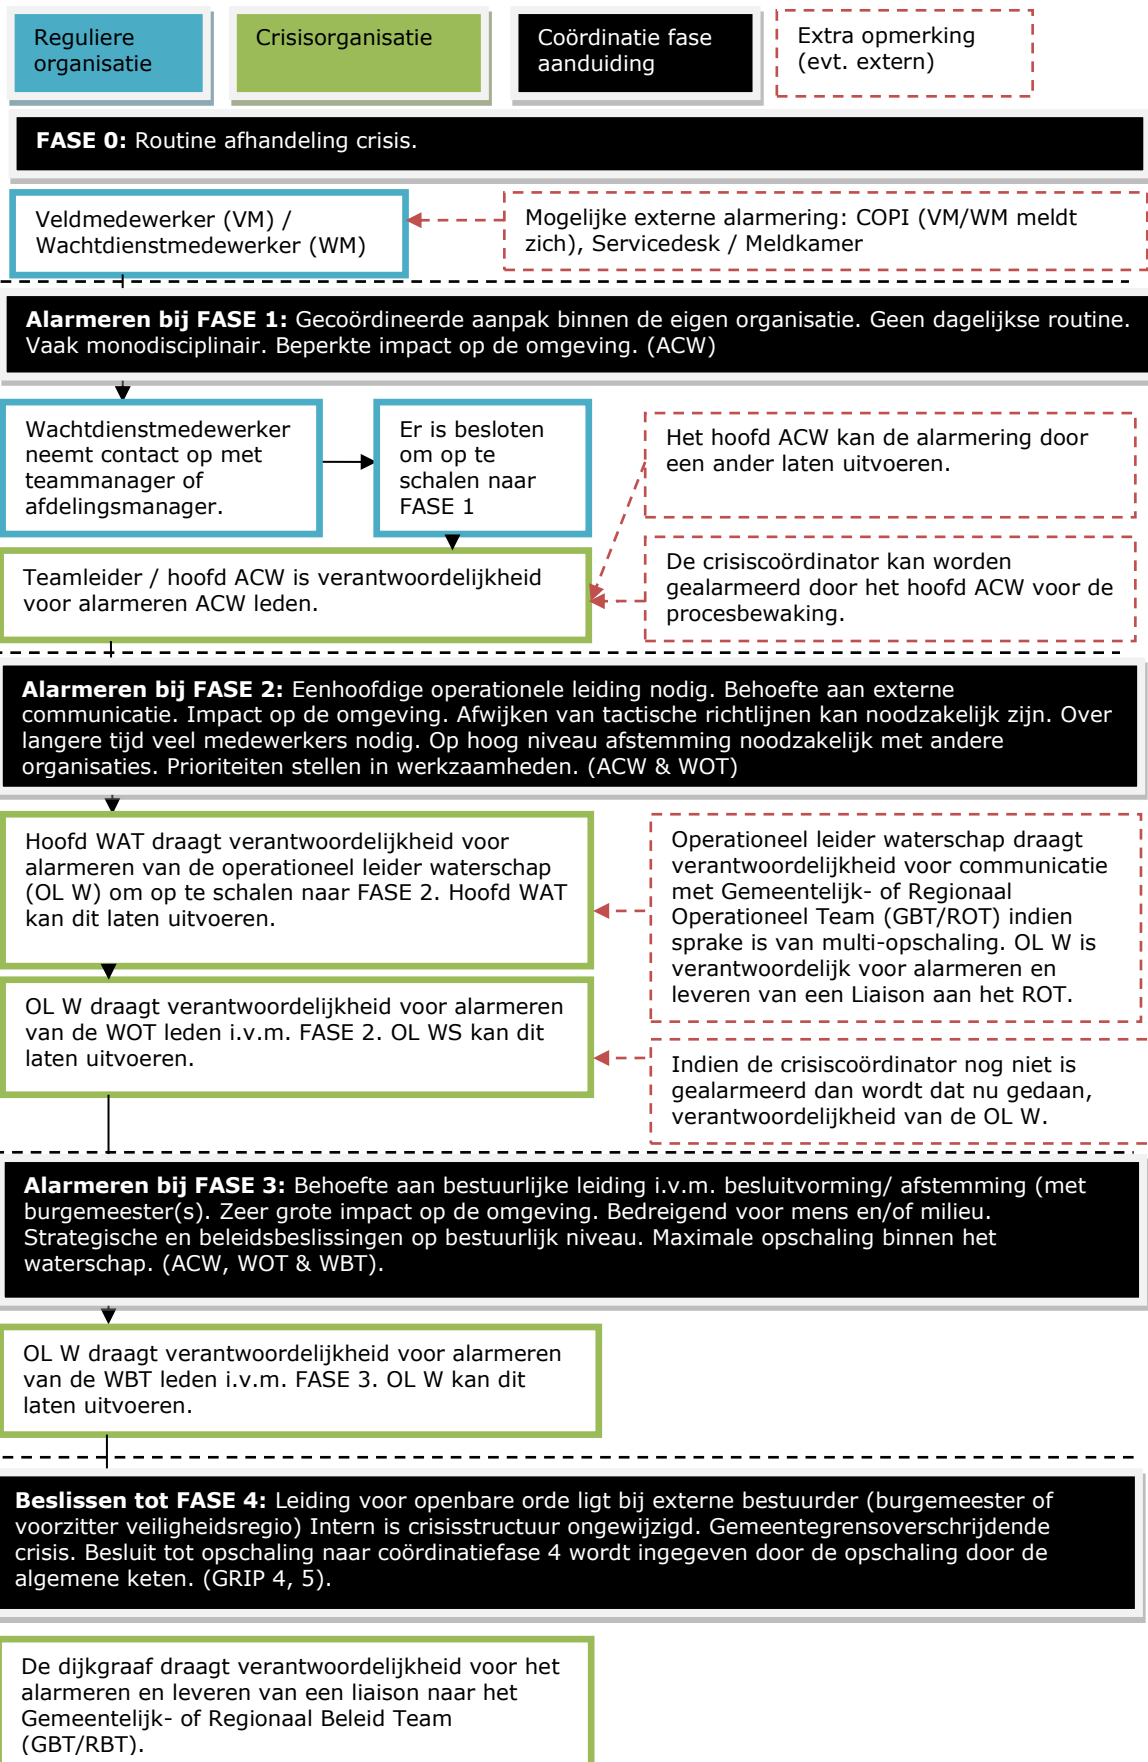 Reguliere
organisatie
Crisisorganisatie
Coördinatie fase
aanduiding
Extra opmerking
(evt. extern)
FASE 0: Routine afhandeling crisis.
Veldmedewerker (VM) /
Wachtdienstmedewerker (WM)
Mogelijke externe alarmering: COPI (VM/WM meldt
zich), Servicedesk / Meldkamer
Alarmeren bij FASE 1: Gecoördineerde aanpak binnen de eigen organisatie. Geen dagelijkse routine.
Vaak monodisciplinair. Beperkte impact op de omgeving. (ACW)
Wachtdienstmedewerker
neemt contact op met
teammanager of
afdelingsmanager.
Er is besloten
om op te
schalen naar
FASE 1
Het hoofd ACW kan de alarmering door
een ander laten uitvoeren.
Teamleider / hoofd ACW is verantwoordelijkheid
voor alarmeren ACW leden.
De crisiscoördinator kan worden
gealarmeerd door het hoofd ACW voor de
procesbewaking.
Alarmeren bij FASE 2: Eenhoofdige operationele leiding nodig. Behoefte aan externe
communicatie. Impact op de omgeving. Afwijken van tactische richtlijnen kan noodzakelijk zijn. Over
langere tijd veel medewerkers nodig. Op hoog niveau afstemming noodzakelijk met andere
organisaties. Prioriteiten stellen in werkzaamheden. (ACW & WOT)
Hoofd WAT draagt verantwoordelijkheid voor
alarmeren van de operationeel leider waterschap
(OL W) om op te schalen naar FASE 2. Hoofd WAT
kan dit laten uitvoeren.
Operationeel leider waterschap draagt
verantwoordelijkheid voor communicatie
met Gemeentelijk- of Regionaal
Operationeel Team (GBT/ROT) indien
sprake is van multi-opschaling. OL W is
verantwoordelijk voor alarmeren en
leveren van een Liaison aan het ROT.
OL W draagt verantwoordelijkheid voor alarmeren
van de WOT leden i.v.m. FASE 2. OL WS kan dit
laten uitvoeren.
Indien de crisiscoördinator nog niet is
gealarmeerd dan wordt dat nu gedaan,
verantwoordelijkheid van de OL W.
Alarmeren bij FASE 3: Behoefte aan bestuurlijke leiding i.v.m. besluitvorming/ afstemming (met
burgemeester(s). Zeer grote impact op de omgeving. Bedreigend voor mens en/of milieu.
Strategische en beleidsbeslissingen op bestuurlijk niveau. Maximale opschaling binnen het
waterschap. (ACW, WOT & WBT).
OL W draagt verantwoordelijkheid voor alarmeren
van de WBT leden i.v.m. FASE 3. OL W kan dit
laten uitvoeren.
Beslissen tot FASE 4: Leiding voor openbare orde ligt bij externe bestuurder (burgemeester of
voorzitter veiligheidsregio) Intern is crisisstructuur ongewijzigd. Gemeentegrensoverschrijdende
crisis. Besluit tot opschaling naar coördinatiefase 4 wordt ingegeven door de opschaling door de
algemene keten. (GRIP 4, 5).
De dijkgraaf draagt verantwoordelijkheid voor het
alarmeren en leveren van een liaison naar het
Gemeentelijk- of Regionaal Beleid Team
(GBT/RBT).